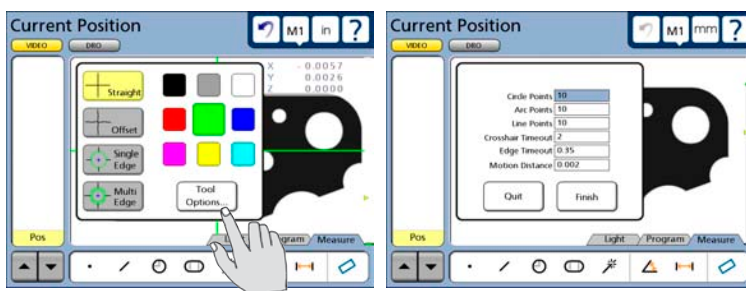 Current Position
M1 in ?
VIDEO DRO
X - 0.0057
Y 0.0026
Z 0.0000
Straight
Offset
Single
Edge
Multi
Edge
Tool
Options...
Pos
gram Measure
Current Position
M1 mm ?
VIDEO DRO
Circle Points 10
Arc Points 10
Line Points 10
Crosshair Timeout 2
Edge Timeout 0.35
Motion Distance 0.002
Quit Finish
Pos
Light Program Measure